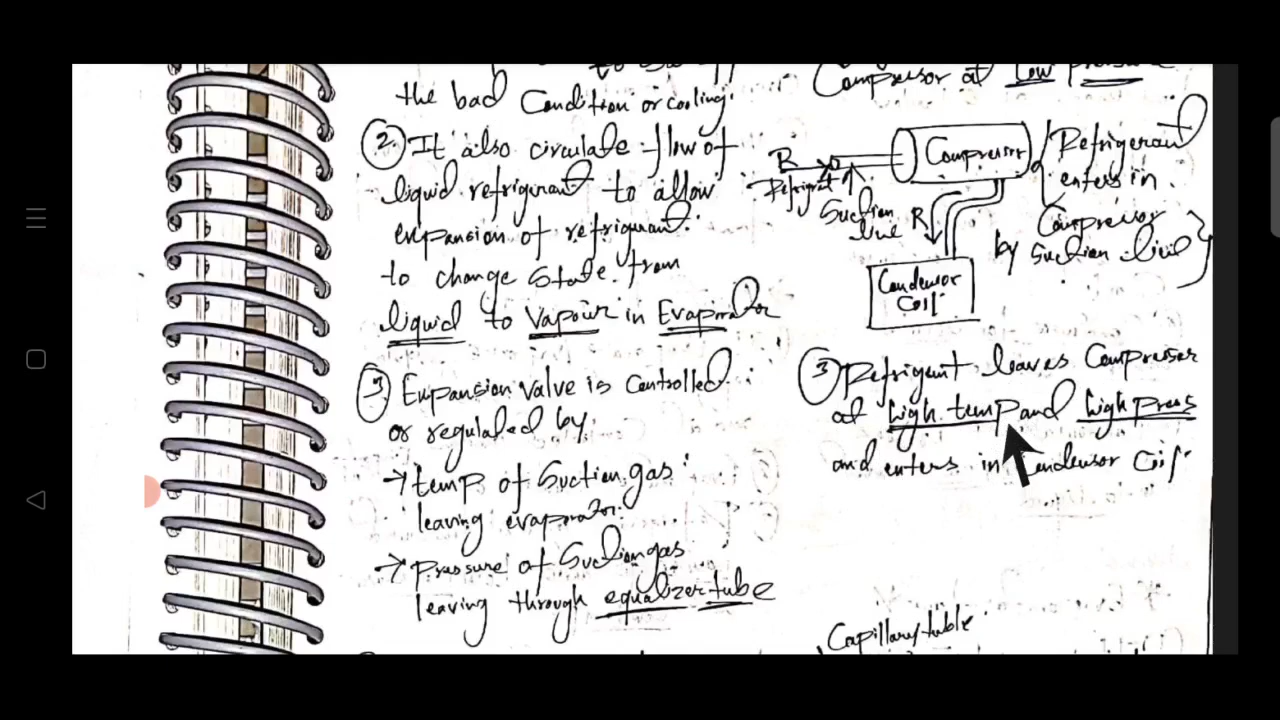 the bad Condition or cooling.
2. It also circulate flow of
liquid refrigerant to allow
expansion of refrigerant.
to change State from
liquid to Vapour in Evaporator
3. Expansion valve is Controlled
or regulated by
→ temp of Suction gas
leaving evaporator.
→ Pressure of Suction gas
leaving through equalizer tube
Compressor at Low pressure
R
Refrigerant
Suction
line
Compressor
Refrigerant
enters in
Compressor
by Suction line
R
Condensor
Coil
3 Refrigent leaves Compressor
at high temp and high press
and enters in Condensor Coil
Capillary tube